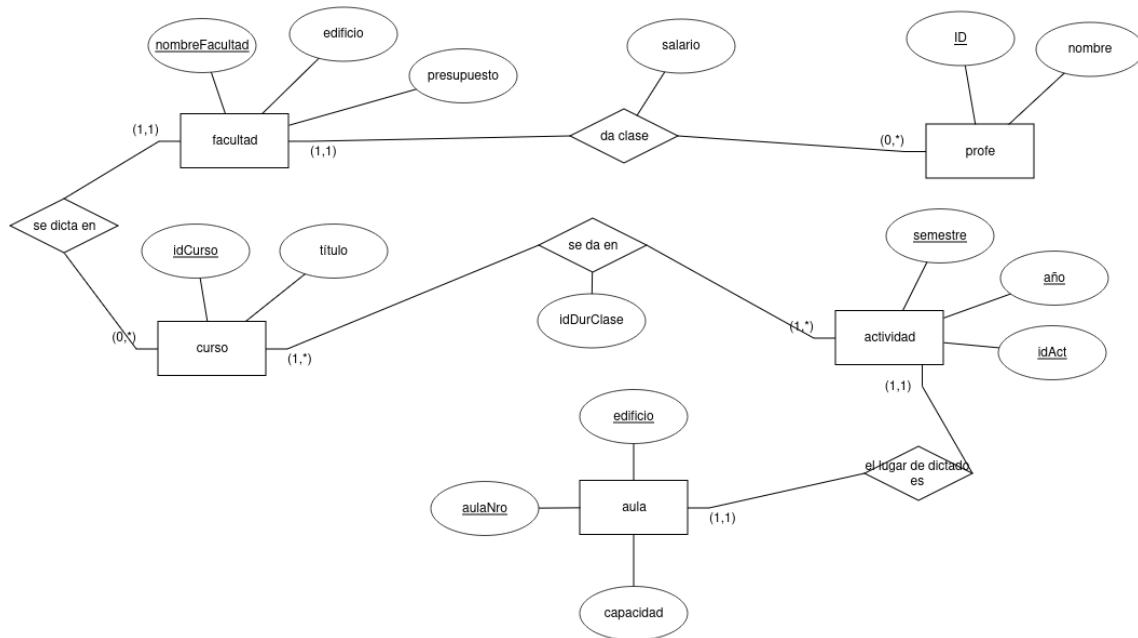 edificio
salario
ID
nombreFacultad
nombre
presupuesto
(1,1)
facultad
da clase
(0,*)
profe
(1,1)
se dicta en
semestre
idCurso
título
se da en
año
idDurClase
(0,*)
curso
(1,*)
(1,*)
actividad
idAct
(1,1)
edificio
el lugar de dictado
es
aulaNro
aula
(1,1)
capacidad